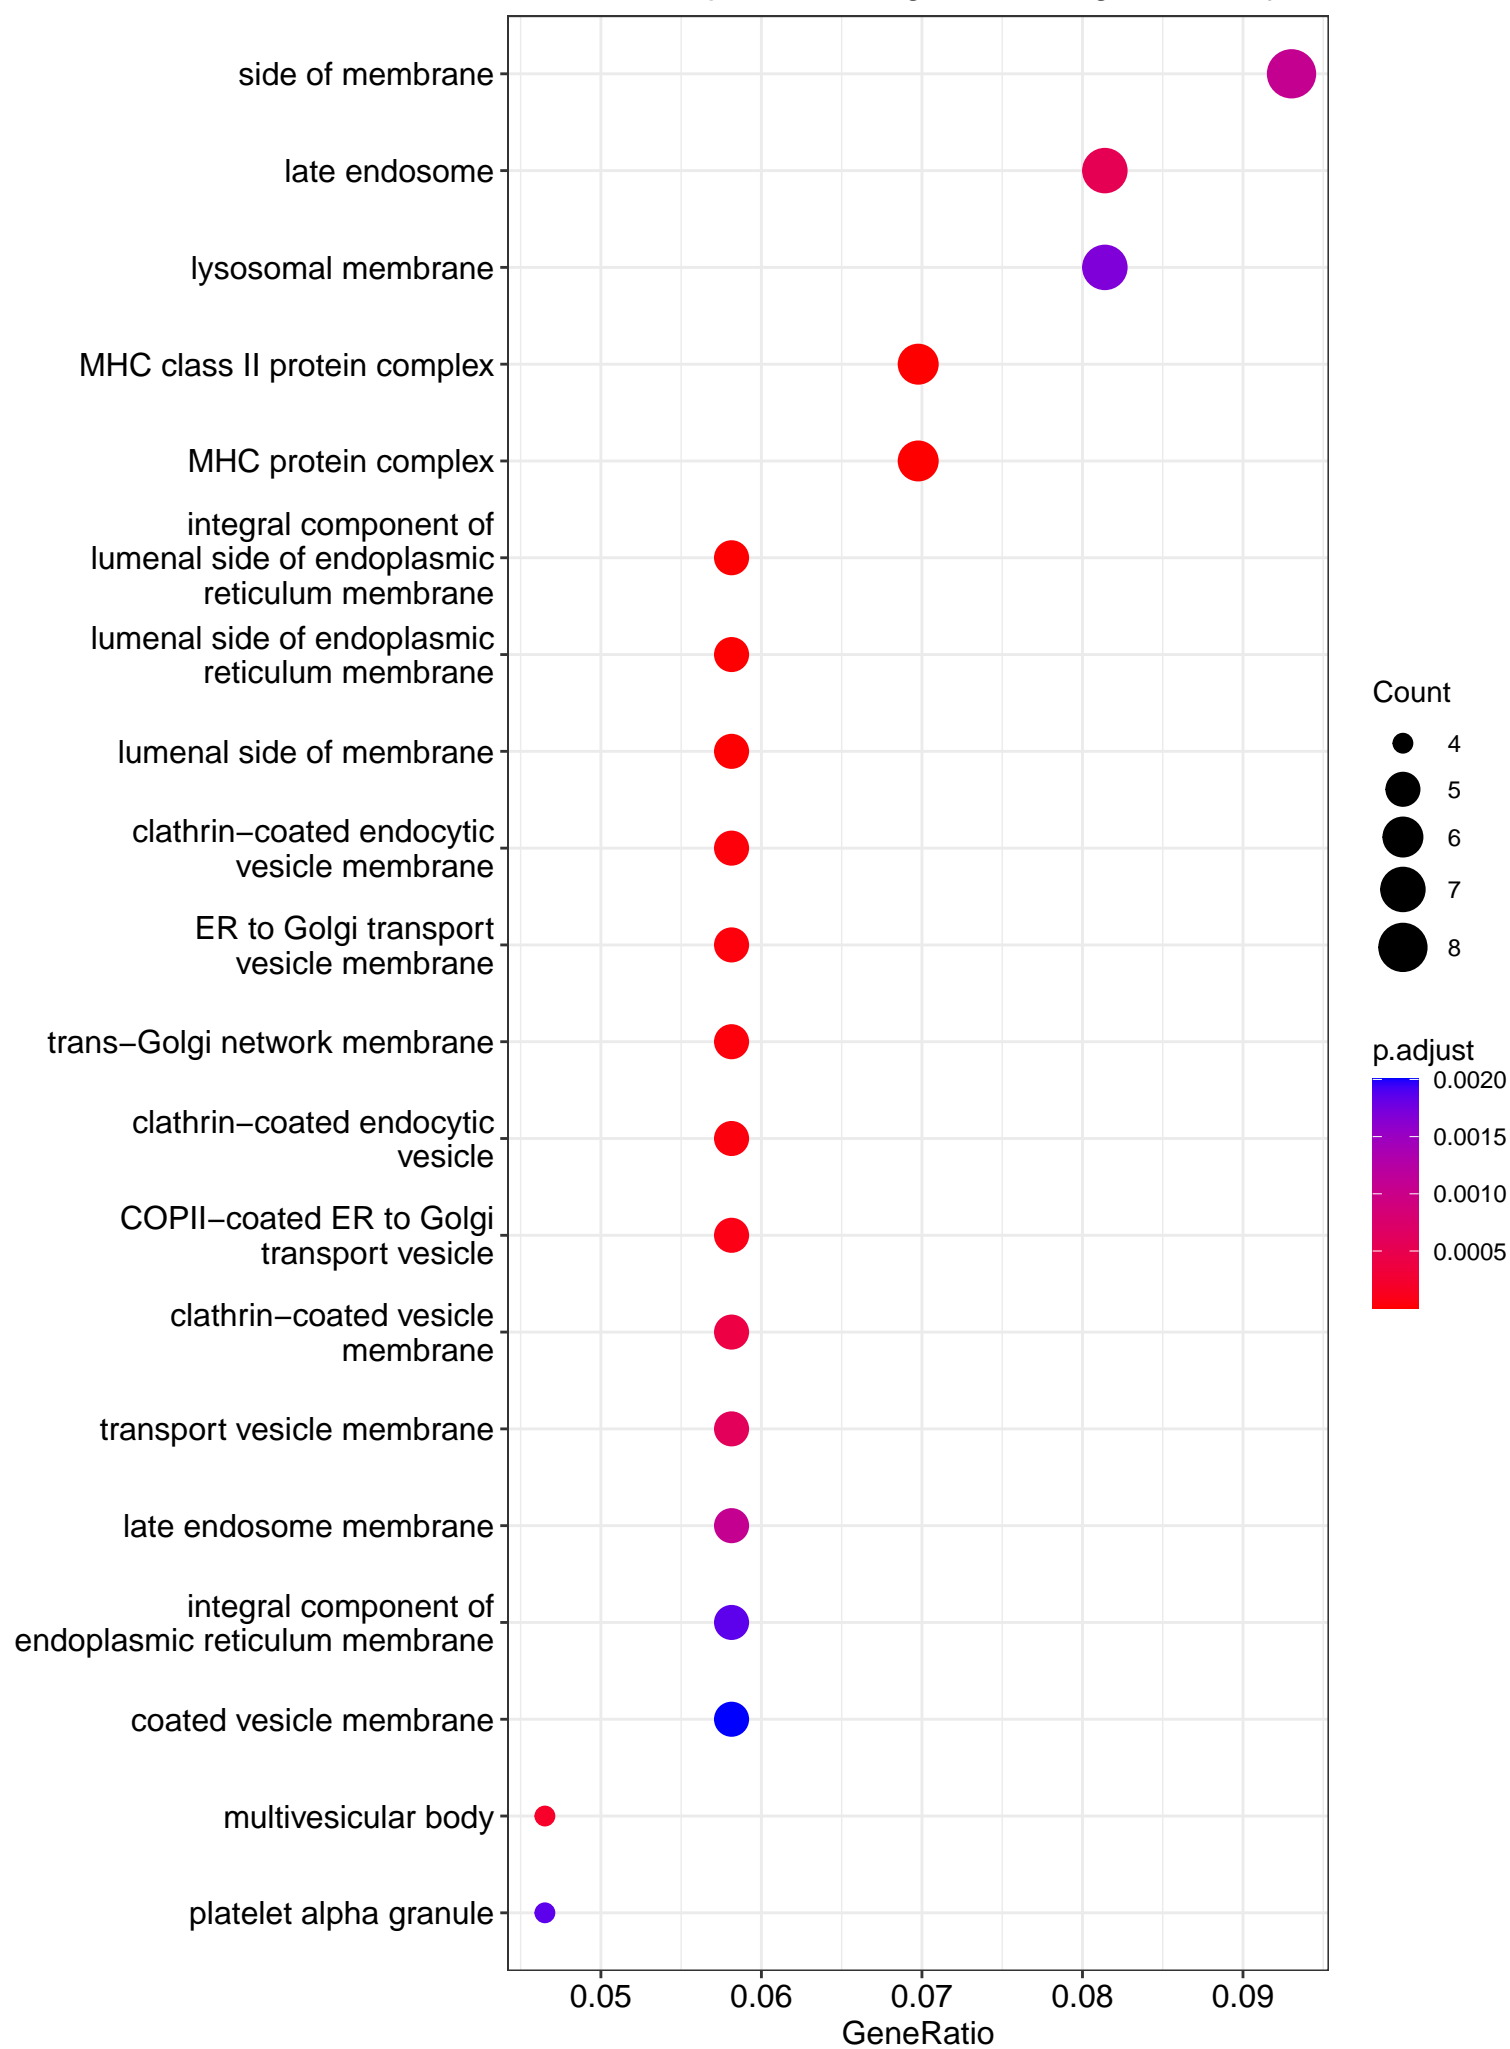 side of membrane
late endosome
lysosomal membrane
MHC class II protein complex
MHC protein complex
integral component of
lumenal side of endoplasmic
reticulum membrane
lumenal side of endoplasmic
reticulum membrane
lumenal side of membrane
clathrin−coated endocytic
vesicle membrane
ER to Golgi transport
vesicle membrane
trans−Golgi network membrane
clathrin−coated endocytic
vesicle
COPII−coated ER to Golgi
transport vesicle
clathrin−coated vesicle
membrane
transport vesicle membrane
late endosome membrane
integral component of
endoplasmic reticulum membrane
coated vesicle membrane
multivesicular body
platelet alpha granule
0.05
0.06
0.07
0.08
0.09
GeneRatio
Count
4
5
6
7
8
p.adjust
0.0020
0.0015
0.0010
0.0005